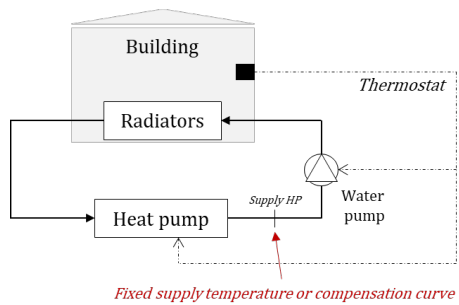 Building
Thermostat
Radiators
Supply HP
Water
pump
Heat pump
Fixed supply temperature or compensation curve